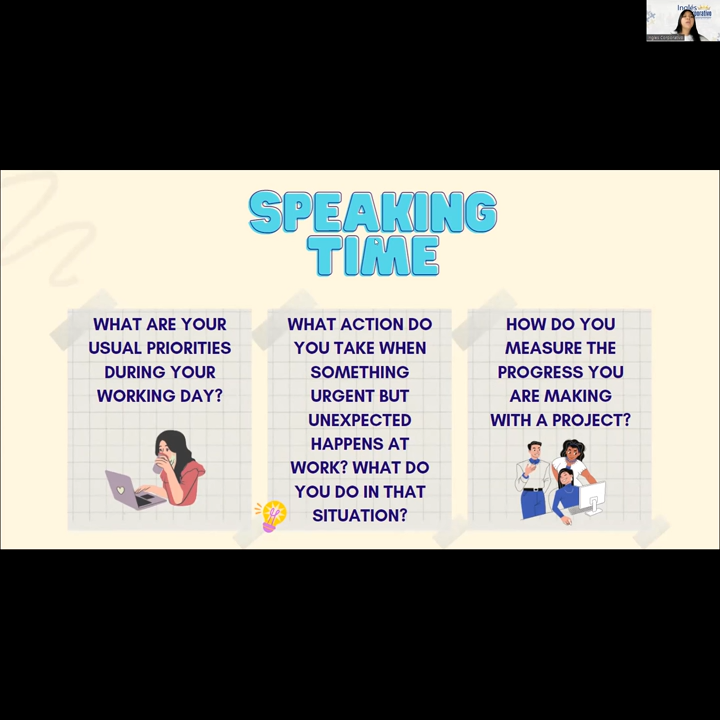 Inglés
SPEAKING
TIME
WHAT ARE YOUR
USUAL PRIORITIES
DURING YOUR
WORKING DAY?
WHAT ACTION DO
YOU TAKE WHEN
SOMETHING
URGENT BUT
UNEXPECTED
HAPPENS AT
WORK? WHAT DO
YOU DO IN THAT
SITUATION?
HOW DO YOU
MEASURE THE
PROGRESS YOU
ARE MAKING
WITH A PROJECT?